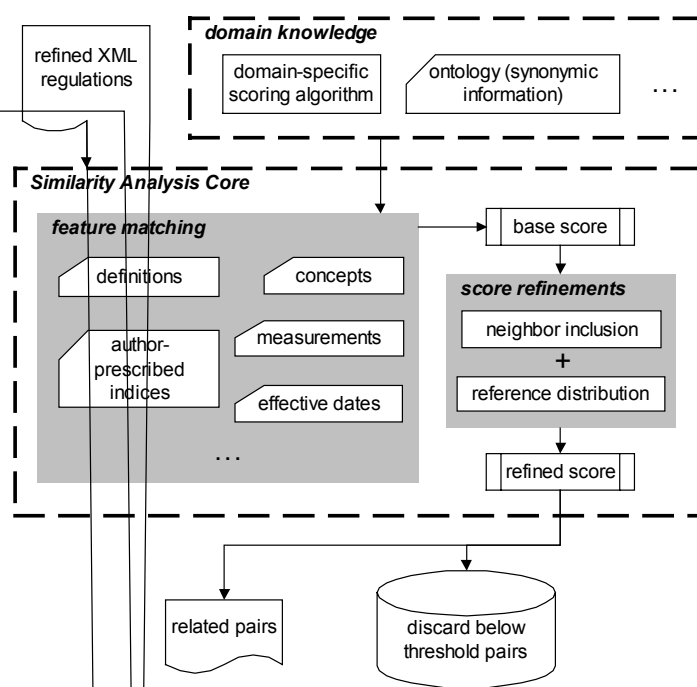 refined XML
regulations
domain knowledge
domain-specific
scoring algorithm
ontology (synonymic
information)
...
Similarity Analysis Core
feature matching
definitions
concepts
author-
prescribed
indices
measurements
effective dates
...
base score
score refinements
neighbor inclusion
+
reference distribution
refined score
related pairs
discard below
threshold pairs